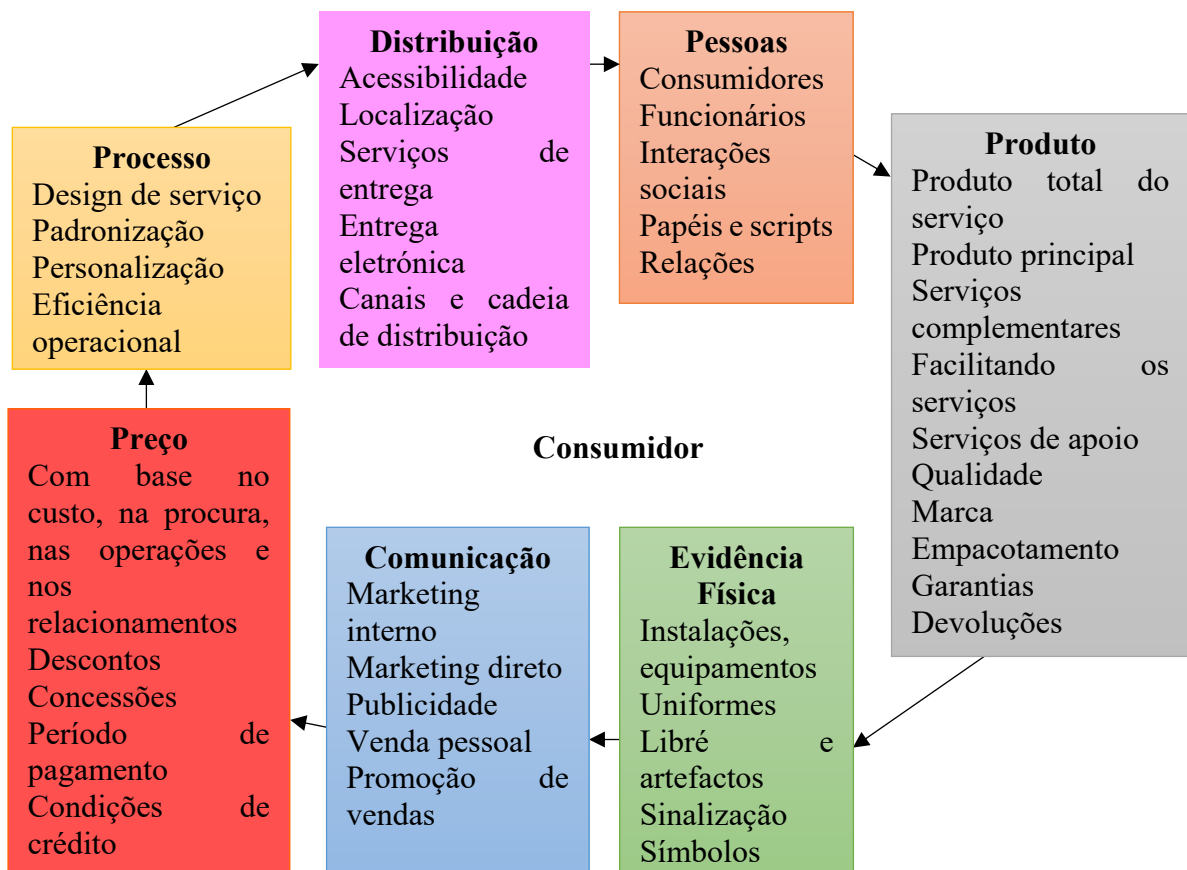 Distribuição
Acessibilidade
Localização
Serviços de
entrega
Entrega
eletrónica
Canais e cadeia
de distribuição
Pessoas
Consumidores
Funcionários
Interações
sociais
Papéis e scripts
Relações
Produto
Produto total do
serviço
Produto principal
Serviços
complementares
Facilitando os
serviços
Serviços de apoio
Qualidade
Marca
Empacotamento
Garantias
Devoluções
Processo
Design de serviço
Padronização
Personalização
Eficiência
operacional
Consumidor
Preço
Com base no
custo, na procura,
nas operações e
nos
relacionamentos
Descontos
Concessões
Período de
pagamento
Condições de
crédito
Comunicação
Marketing
interno
Marketing direto
Publicidade
Venda pessoal
Promoção de
vendas
Evidência
Física
Instalações,
equipamentos
Uniformes
Libré e
artefactos
Sinalização
Símbolos